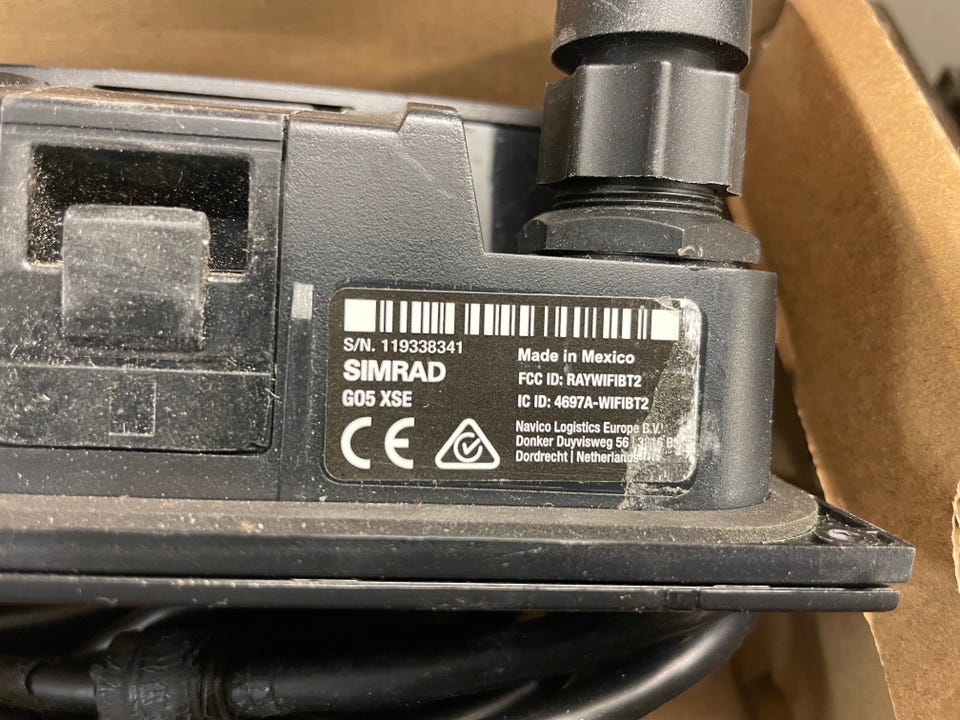 S/N. 119338341
SIMRAD
GO5 XSE
CE
Made in Mexico
FCC ID: RAYWIFIBT2
IC ID: 4697A-WIFIBT2
Navico Logistics Europe B.V.
Donker Duyvisweg 56 |
Dordrecht | Netherlands